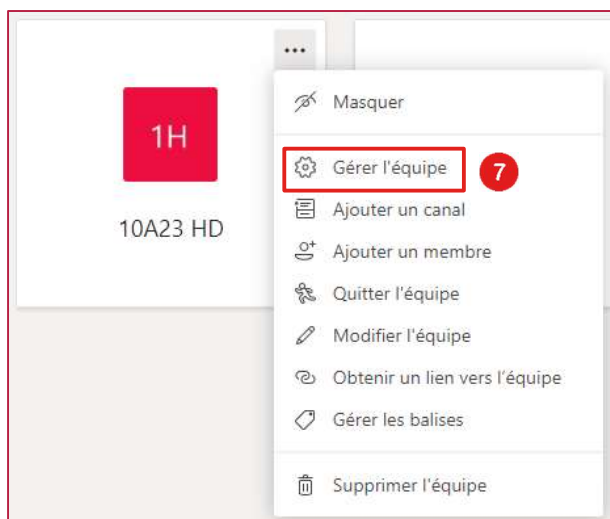 ...
1H
10A23 HD
Masquer
Gérer l'équipe 7
Ajouter un canal
Ajouter un membre
Quitter l'équipe
Modifier l'équipe
Obtenir un lien vers l'équipe
Gérer les balises
Supprimer l'équipe